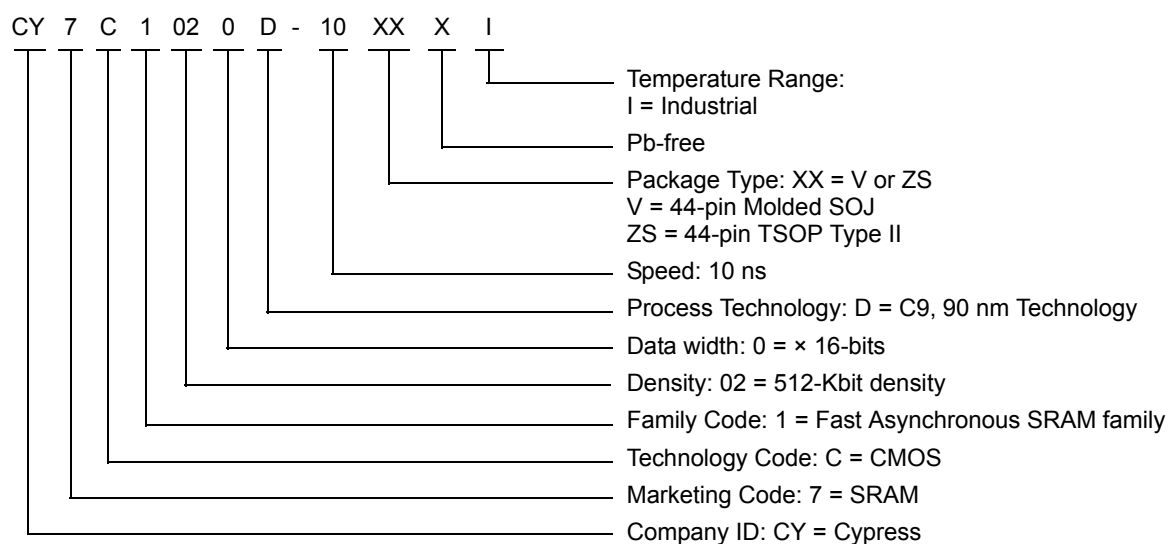 CY 7 C 1 02 0 D - 10 XX X I
Temperature Range:
I = Industrial
Pb-free
Package Type: XX = V or ZS
V = 44-pin Molded SOJ
ZS = 44-pin TSOP Type II
Speed: 10 ns
Process Technology: D = C9, 90 nm Technology
Data width: 0 = × 16-bits
Density: 02 = 512-Kbit density
Family Code: 1 = Fast Asynchronous SRAM family
Technology Code: C = CMOS
Marketing Code: 7 = SRAM
Company ID: CY = Cypress